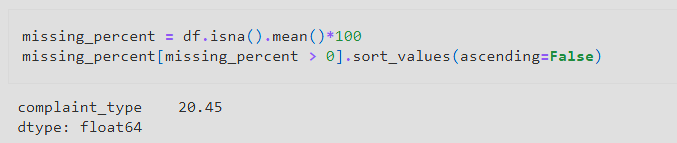 missing_percent = df.isna().mean()*100
missing_percent[missing_percent > 0].sort_values(ascending=False)
complaint_type    20.45
dtype: float64